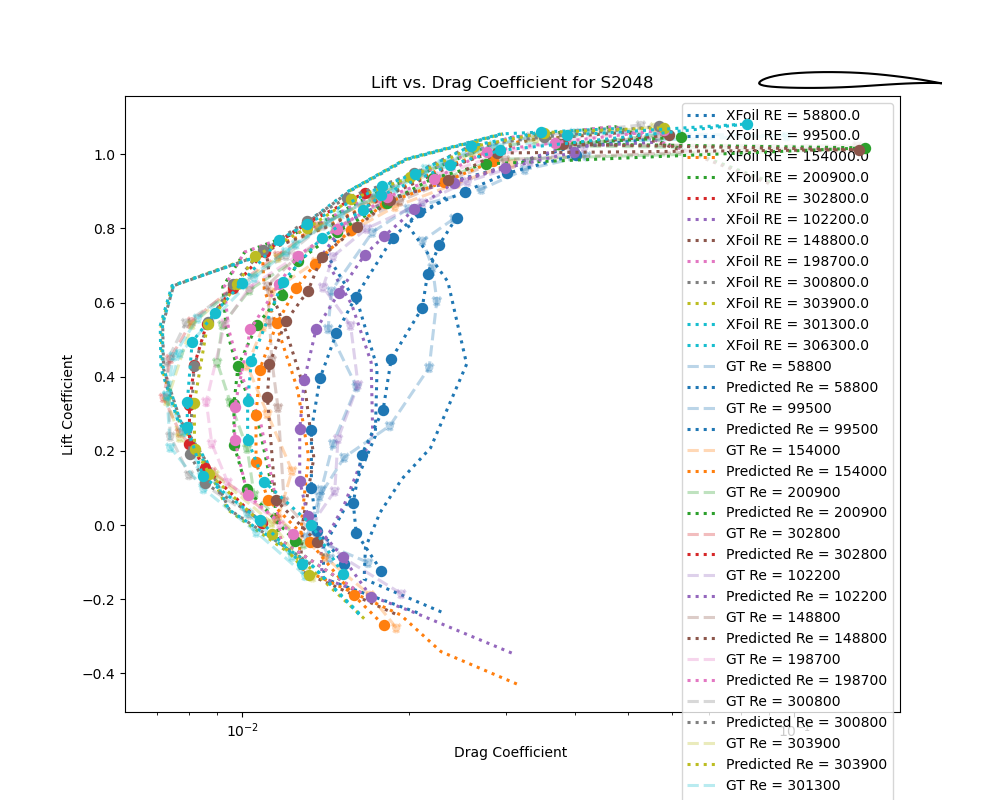 Lift vs. Drag Coefficient for S2048
XFoil RE = 58800.0
XFoil RE = 99500.0
XFoil RE = 154000.0
XFoil RE = 200900.0
XFoil RE = 302800.0
XFoil RE = 102200.0
XFoil RE = 148800.0
XFoil RE = 198700.0
XFoil RE = 300800.0
XFoil RE = 303900.0
XFoil RE = 301300.0
XFoil RE = 306300.0
GT Re = 58800
Predicted Re = 58800
GT Re = 99500
Predicted Re = 99500
GT Re = 154000
Predicted Re = 154000
GT Re = 200900
Predicted Re = 200900
GT Re = 302800
Predicted Re = 302800
GT Re = 102200
Predicted Re = 102200
GT Re = 148800
Predicted Re = 148800
GT Re = 198700
Predicted Re = 198700
GT Re = 300800
Predicted Re = 300800
GT Re = 303900
Predicted Re = 303900
GT Re = 301300
1.0
0.8
0.6
0.4
0.2
0.0
−0.2
−0.4
Lift Coefficient
10⁻² 10⁻¹
Drag Coefficient